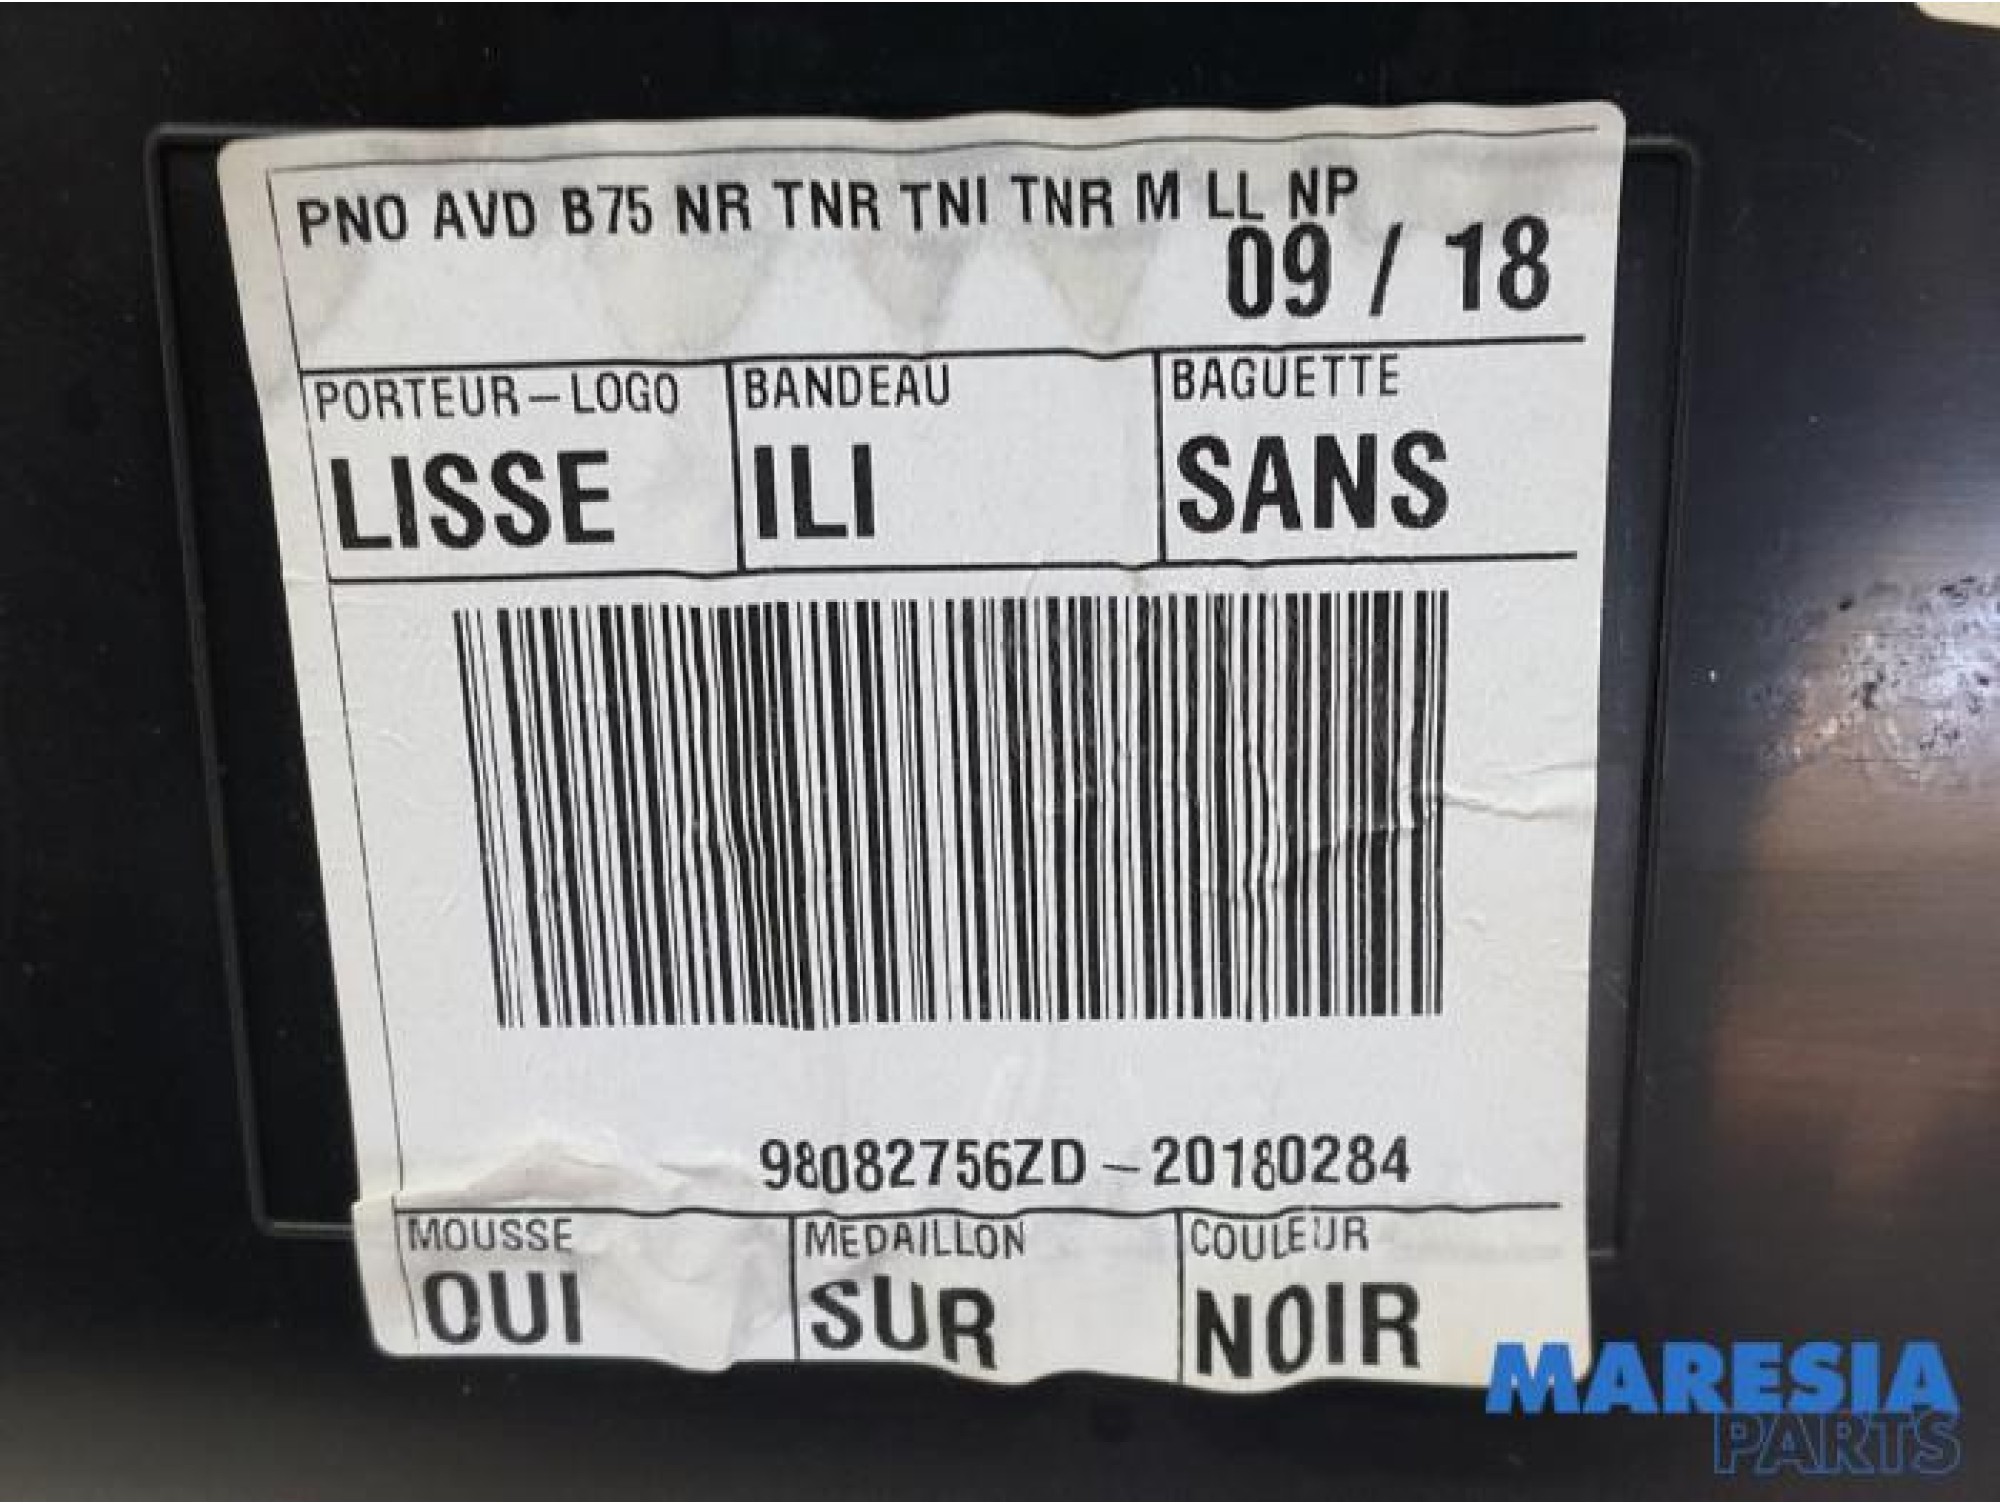 PNO AVD B75 NR TNR TNI TNR M LL NP
09 / 18
PORTEUR-LOGO BANDEAU BAGUETTE
LISSE ILI SANS
98082756ZD-20180284
MOUSSE MEDAILLON COULEUR
OUI SUR NOIR
MARESIA
PARTS